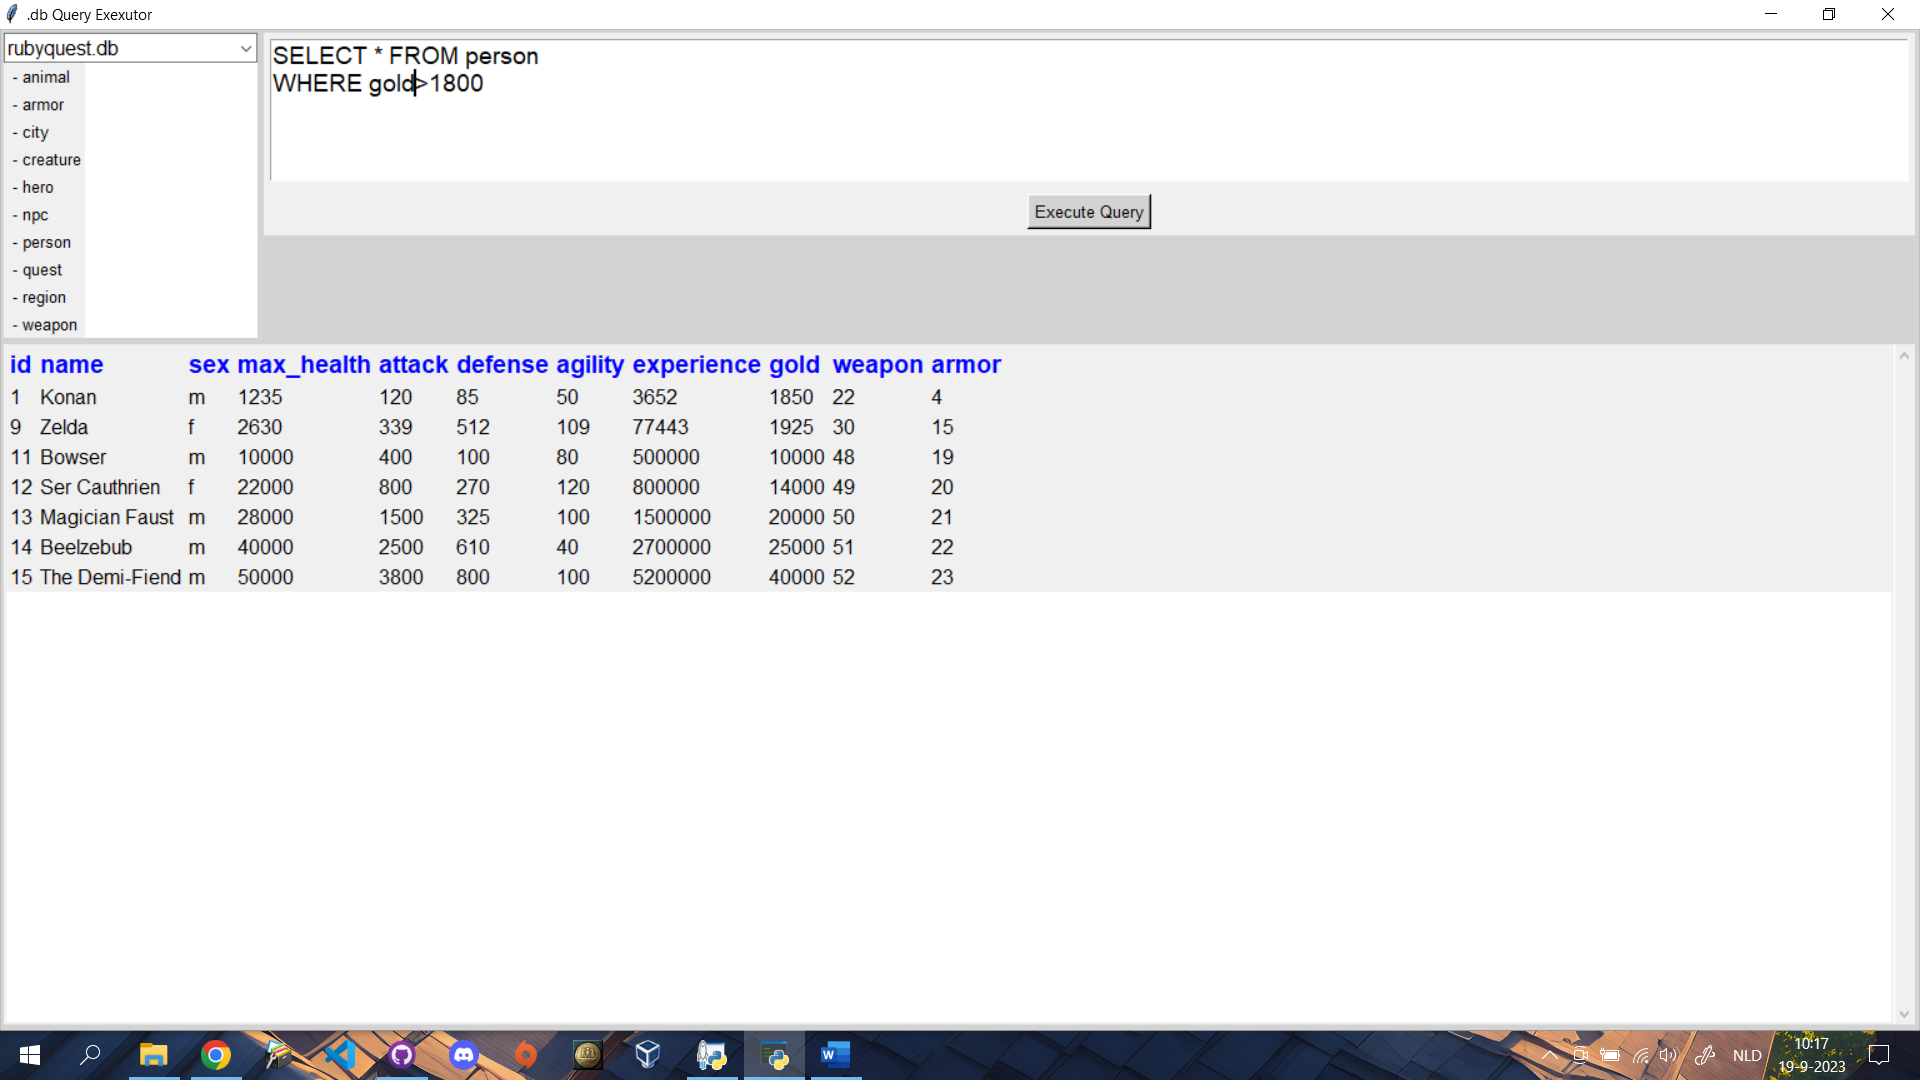 .db Query Exexutor
rubyquest.db
- animal
- armor
- city
- creature
- hero
- npc
- person
- quest
- region
- weapon
SELECT * FROM person
WHERE gold>1800
Execute Query
id name sex max_health attack defense agility experience gold weapon armor
1 Konan m 1235 120 85 50 3652 1850 22 4
9 Zelda f 2630 339 512 109 77443 1925 30 15
11 Bowser m 10000 400 100 80 500000 10000 48 19
12 Ser Cauthrien f 22000 800 270 120 800000 14000 49 20
13 Magician Faust m 28000 1500 325 100 1500000 20000 50 21
14 Beelzebub m 40000 2500 610 40 2700000 25000 51 22
15 The Demi-Fiend m 50000 3800 800 100 5200000 40000 52 23
NLD
10:17
19-9-2023